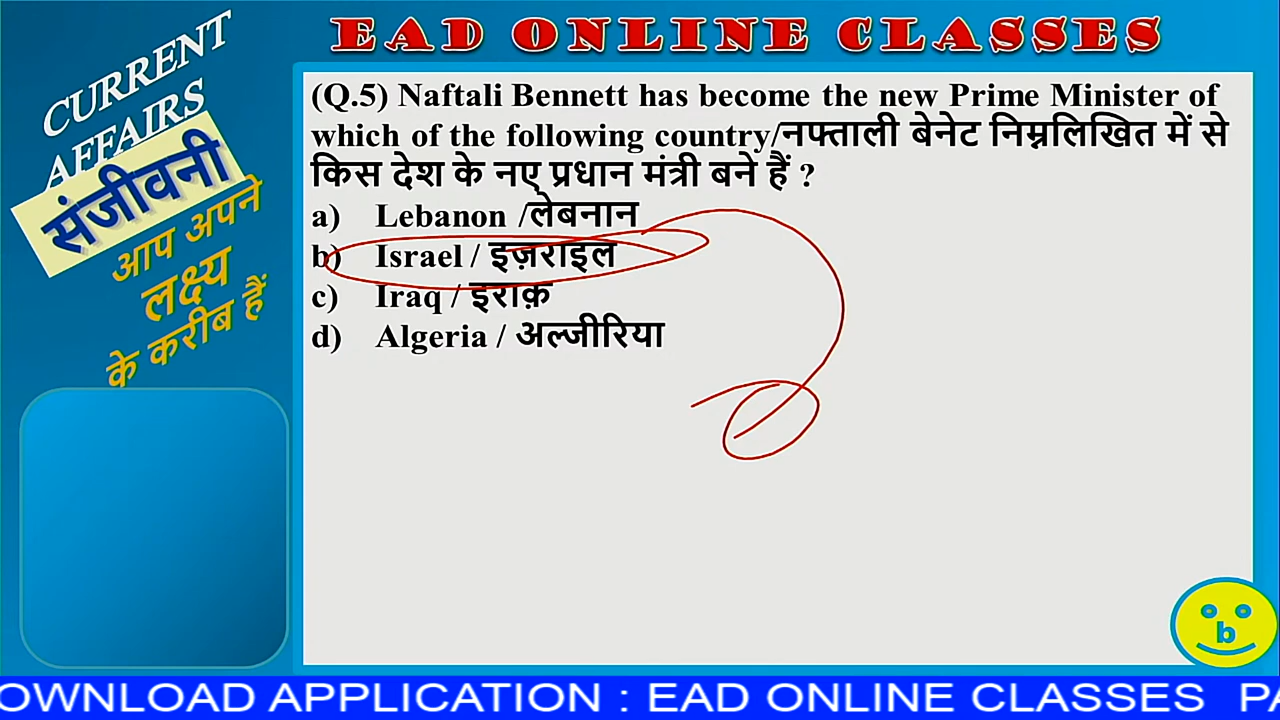 EAD ONLINE CLASSES
CURRENT
AFFAIRS
संजीवनी
आप अपने
लक्ष्य
के करीब हैं
(Q.5) Naftali Bennett has become the new Prime Minister of
which of the following country/नफ्ताली बेनेट निम्नलिखित में से
किस देश के नए प्रधान मंत्री बने हैं ?
a) Lebanon /लेबनान
b) Israel / इज़राइल
c) Iraq / इराक़
d) Algeria / अल्जीरिया
b
OWNLOAD APPLICATION : EAD ONLINE CLASSES PA